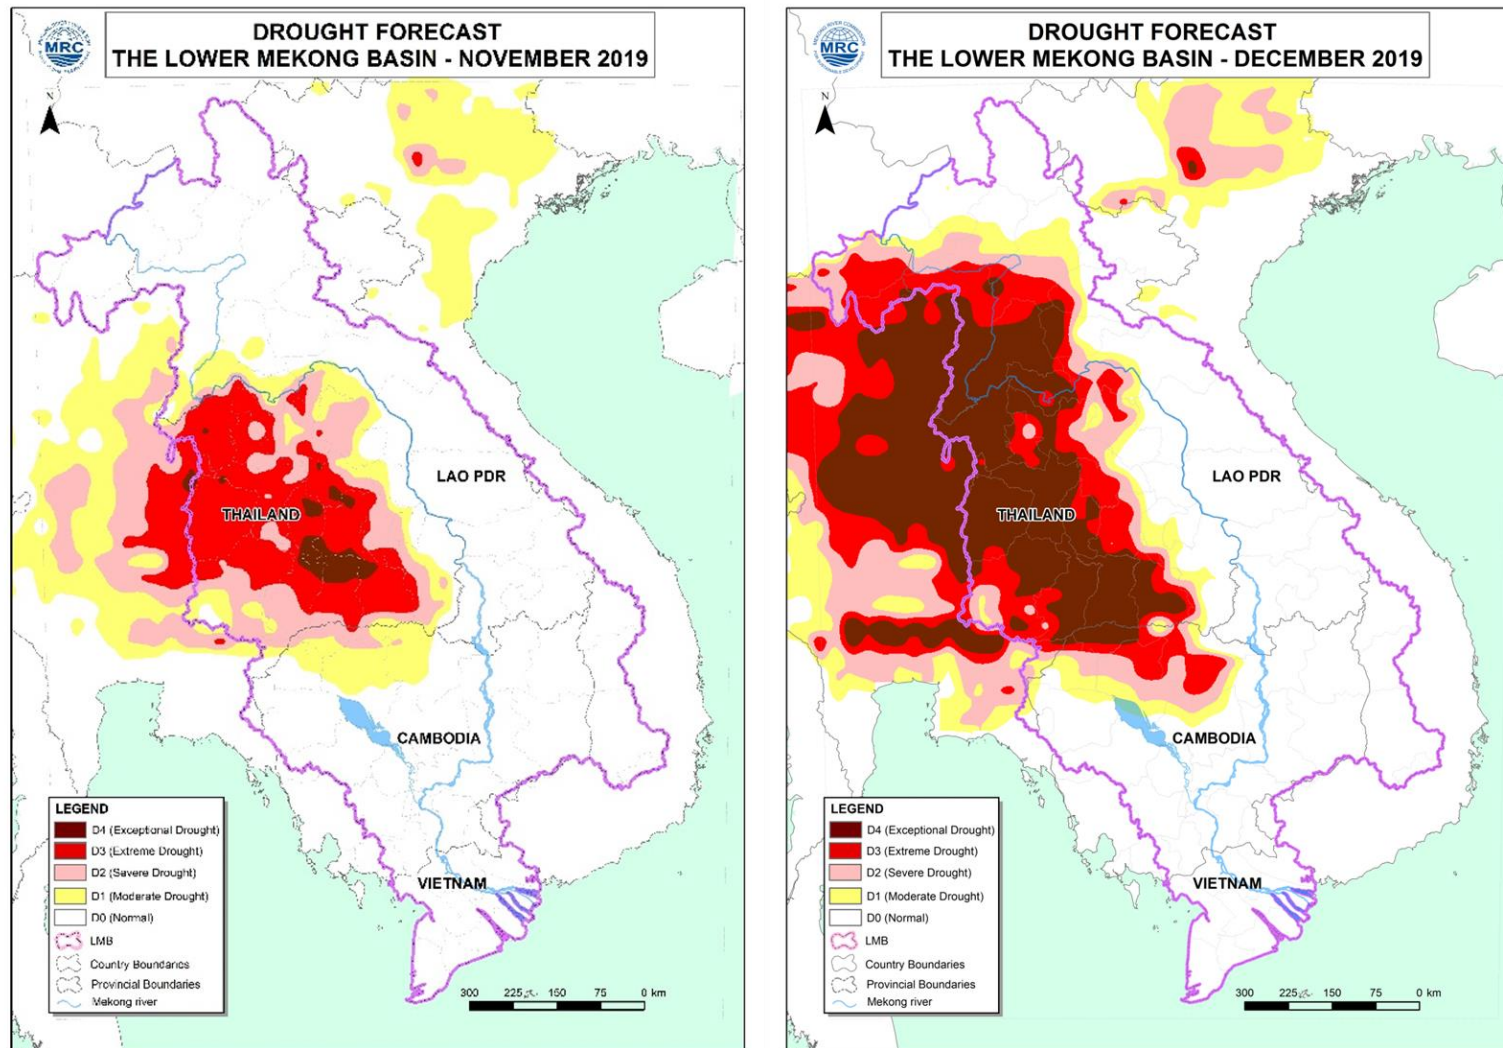 DROUGHT FORECAST
THE LOWER MEKONG BASIN - NOVEMBER 2019
MRC
N
LAO PDR
THAILAND
CAMBODIA
VIETNAM
LEGEND
D4 (Exceptional Drought)
D3 (Extreme Drought)
D2 (Severe Drought)
D1 (Moderate Drought)
D0 (Normal)
LMB
Country Boundaries
Provincial Boundaries
Mekong river
300 225 150 75 0 km
DROUGHT FORECAST
THE LOWER MEKONG BASIN - DECEMBER 2019
MRC
N
LAO PDR
THAILAND
CAMBODIA
VIETNAM
LEGEND
D4 (Exceptional Drought)
D3 (Extreme Drought)
D2 (Severe Drought)
D1 (Moderate Drought)
D0 (Normal)
LMB
Country Boundaries
Provincial Boundaries
Mekong river
300 225 150 75 0 km